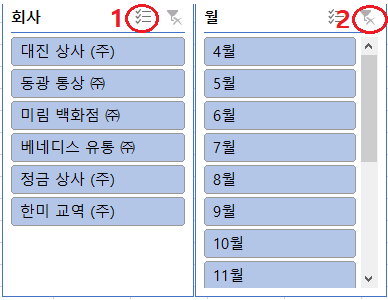 회사 1
대진 상사 (주)
동광 통상 ㈜
미림 백화점 ㈜
베네디스 유통 ㈜
정금 상사 (주)
한미 교역 (주)
월 2
4월
5월
6월
7월
8월
9월
10월
11월